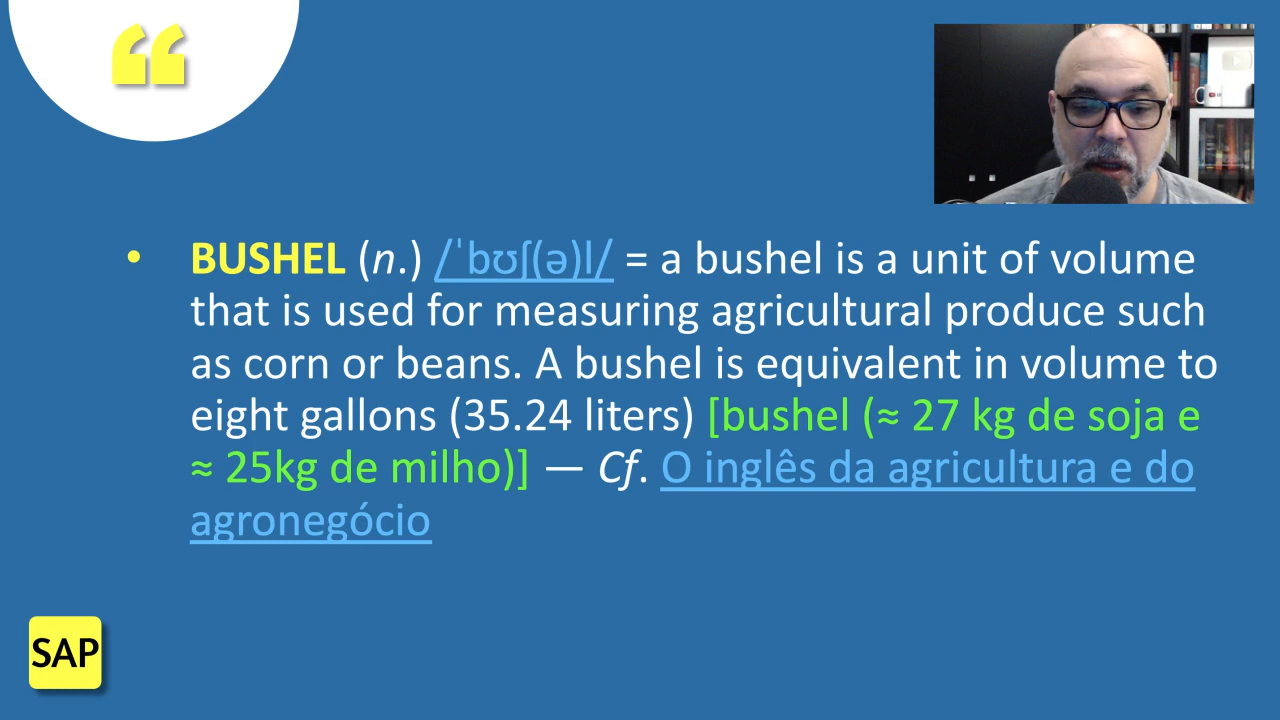 “
• BUSHEL (n.) /ˈbʊʃ(ə)l/ = a bushel is a unit of volume
that is used for measuring agricultural produce such
as corn or beans. A bushel is equivalent in volume to
eight gallons (35.24 liters) [bushel (≈ 27 kg de soja e
≈ 25kg de milho)] — Cf. O inglês da agricultura e do
agronegócio
SAP